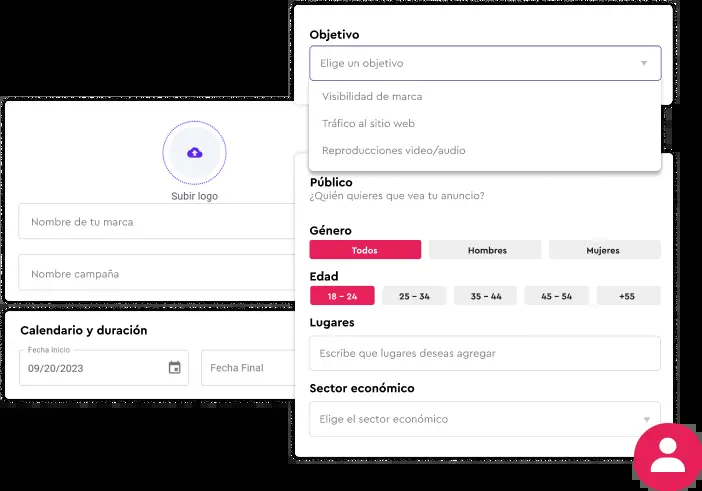 Objetivo
Elige un objetivo
Visibilidad de marca
Tráfico al sitio web
Reproducciones video/audio
Subir logo
Nombre de tu marca
Nombre campaña
Calendario y duración
Fecha Inicio
09/20/2023
Fecha Final
Público
¿Quién quieres que vea tu anuncio?
Género
Todos Hombres Mujeres
Edad
18 - 24 25 - 34 35 - 44 45 - 54 +55
Lugares
Escribe que lugares deseas agregar
Sector económico
Elige el sector económico